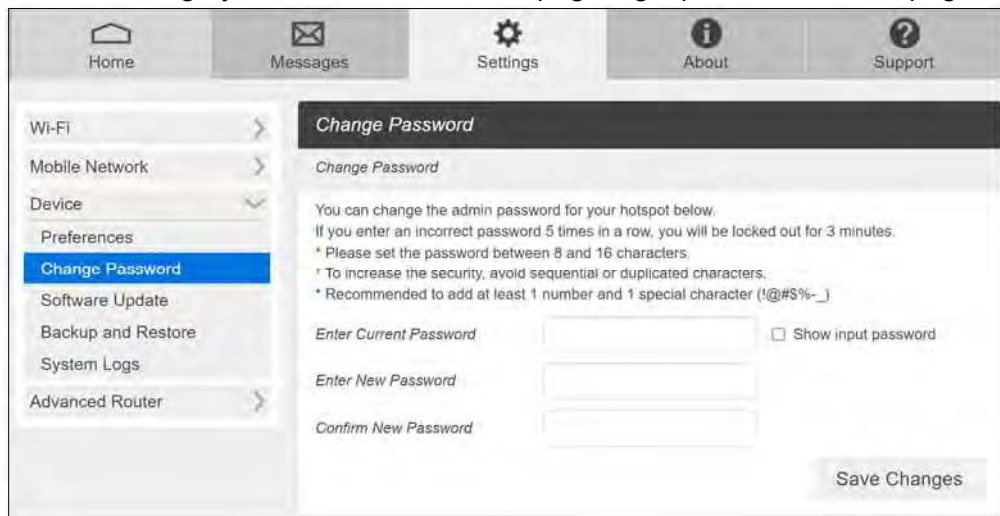 Home
Messages
Settings
About
Support
Wi-Fi
Mobile Network
Device
Preferences
Change Password
Software Update
Backup and Restore
System Logs
Advanced Router
Change Password
Change Password
You can change the admin password for your hotspot below.
If you enter an incorrect password 5 times in a row, you will be locked out for 3 minutes.
* Please set the password between 8 and 16 characters.
* To increase the security, avoid sequential or duplicated characters.
* Recommended to add at least 1 number and 1 special character (!@#$%-_)
Enter Current Password
Show input password
Enter New Password
Confirm New Password
Save Changes